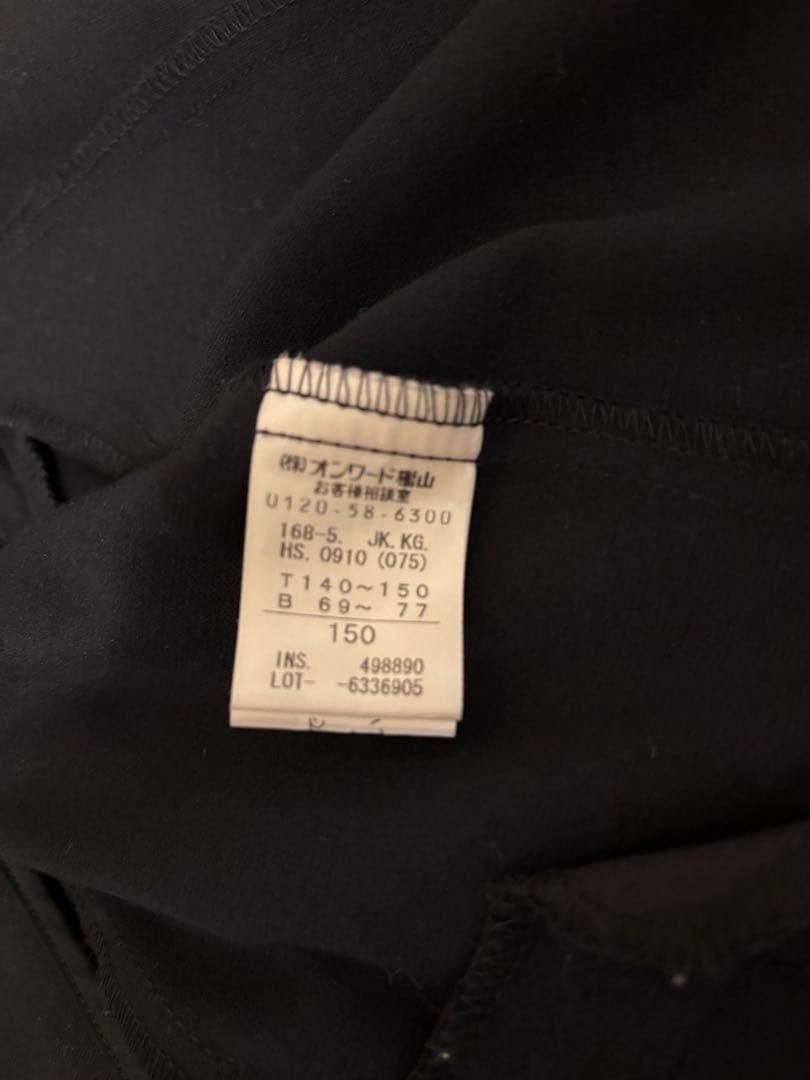 (株)オンワード樫山
お客様相談室
0120-58-6300
168-5. JK.KG.
HS. 0910 (075)
T 140～150
B 69～ 77
150
INS. 498890
LOT- -6336905